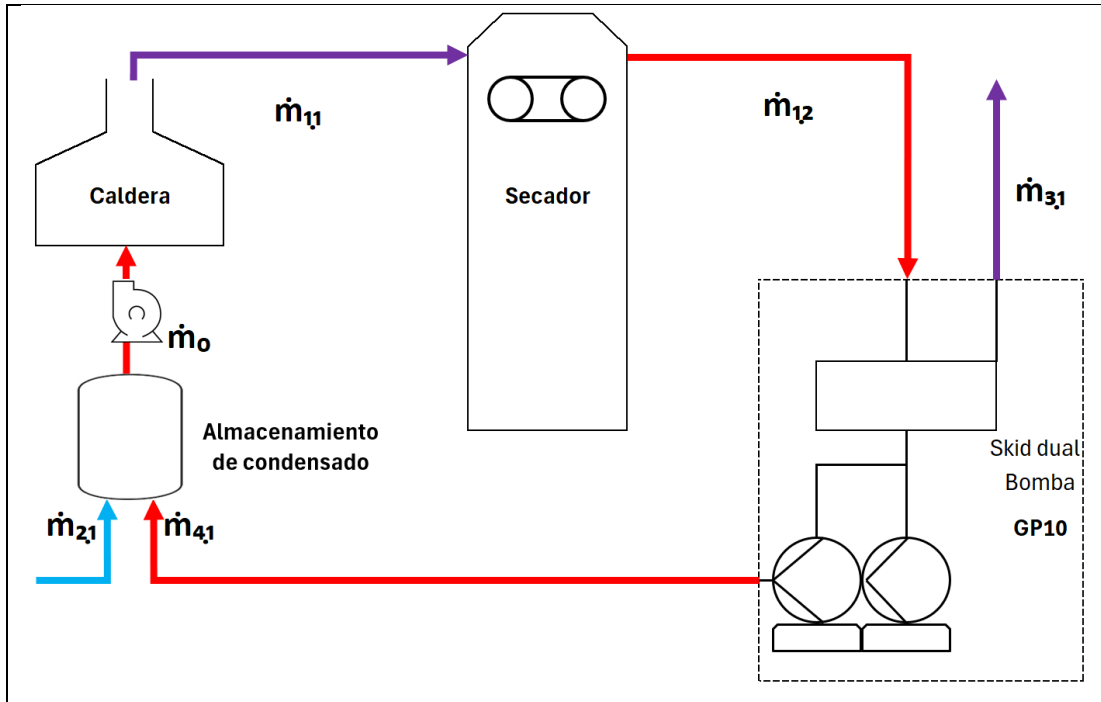 ṁ₁,₁
ṁ₁,₂
ṁ₃,₁
Caldera
Secador
ṁ₀
Almacenamiento
de condensado
Skid dual
Bomba
GP10
ṁ₂,₁
ṁ₄,₁